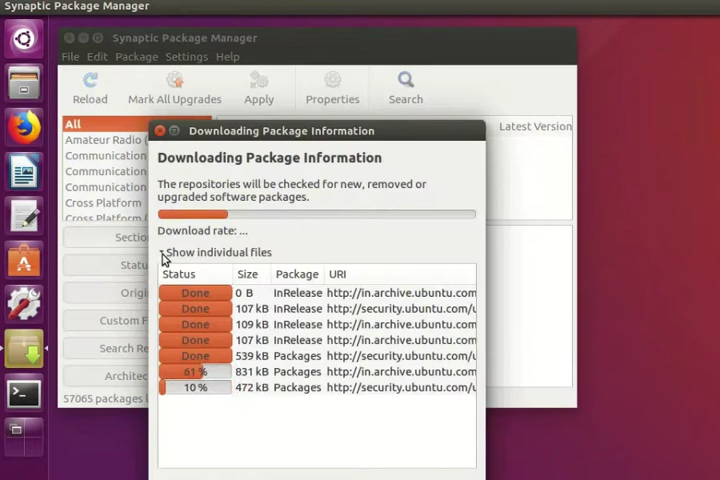 Synaptic Package Manager
Synaptic Package Manager
File Edit Package Settings Help
Reload Mark All Upgrades Apply Properties Search
All
Latest Version
Amateur Radio (
Communication
Communication
Communication
Cross Platform
Cross Platform
Sectio
Statu
Origi
Custom F
Search Re
Architec
57065 packages l
Downloading Package Information
Downloading Package Information
The repositories will be checked for new, removed or
upgraded software packages.
Download rate: ...
Show individual files
Status Size Package URI
Done 0 B InRelease http://in.archive.ubuntu.com
Done 107 kB InRelease http://security.ubuntu.com/u
Done 109 kB InRelease http://in.archive.ubuntu.com
Done 107 kB InRelease http://in.archive.ubuntu.com
Done 539 kB Packages http://security.ubuntu.com/u
61 % 831 kB Packages http://in.archive.ubuntu.com
10 % 472 kB Packages http://security.ubuntu.com/u